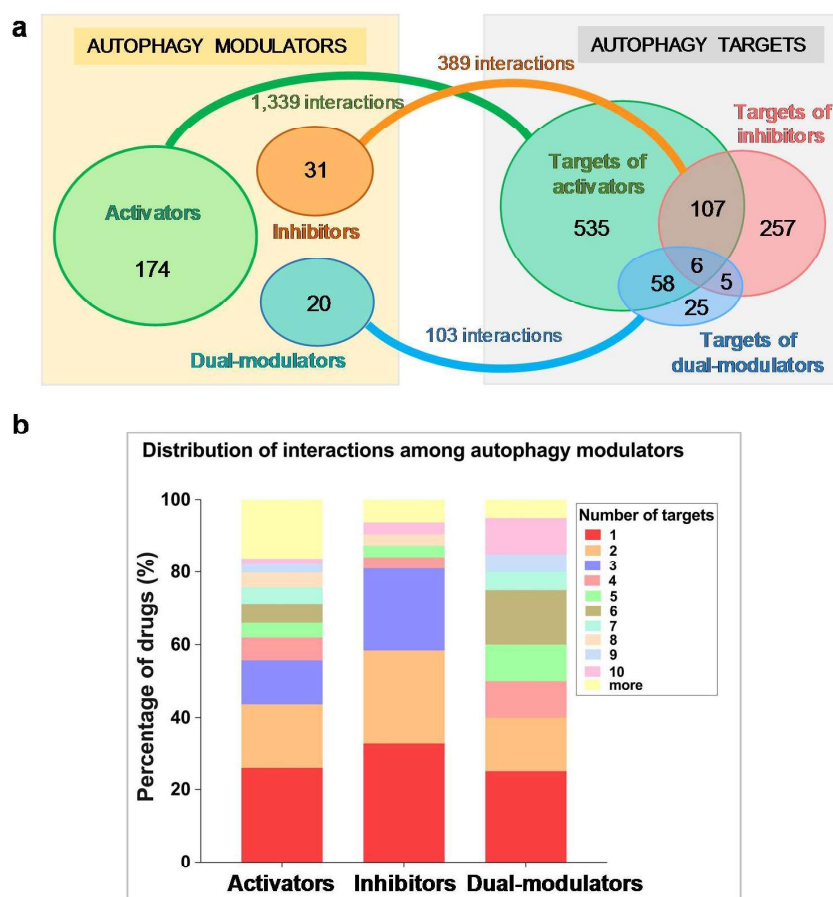 a
AUTOPHAGY MODULATORS
AUTOPHAGY TARGETS
389 interactions
1,339 interactions
Targets of
inhibitors
Targets of
activators
31
Activators
Inhibitors
174
535
107
257
6
58
5
25
20
103 interactions
Dual-modulators
Targets of
dual-modulators
b
Distribution of interactions among autophagy modulators
Percentage of drugs (%)
100
80
60
40
20
0
Number of targets
1
2
3
4
5
6
7
8
9
10
more
Activators
Inhibitors
Dual-modulators